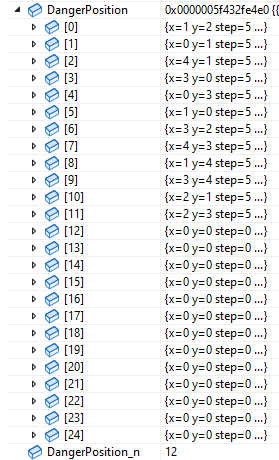 DangerPosition 0x0000005f432fe4e0 {{
[0] {x=1 y=2 step=5 ...}
[1] {x=0 y=1 step=5 ...}
[2] {x=4 y=1 step=5 ...}
[3] {x=3 y=0 step=5 ...}
[4] {x=0 y=3 step=5 ...}
[5] {x=1 y=0 step=5 ...}
[6] {x=3 y=2 step=5 ...}
[7] {x=4 y=3 step=5 ...}
[8] {x=1 y=4 step=5 ...}
[9] {x=3 y=4 step=5 ...}
[10] {x=2 y=1 step=5 ...}
[11] {x=2 y=3 step=5 ...}
[12] {x=0 y=0 step=0 ...}
[13] {x=0 y=0 step=0 ...}
[14] {x=0 y=0 step=0 ...}
[15] {x=0 y=0 step=0 ...}
[16] {x=0 y=0 step=0 ...}
[17] {x=0 y=0 step=0 ...}
[18] {x=0 y=0 step=0 ...}
[19] {x=0 y=0 step=0 ...}
[20] {x=0 y=0 step=0 ...}
[21] {x=0 y=0 step=0 ...}
[22] {x=0 y=0 step=0 ...}
[23] {x=0 y=0 step=0 ...}
[24] {x=0 y=0 step=0 ...}
DangerPosition_n 12